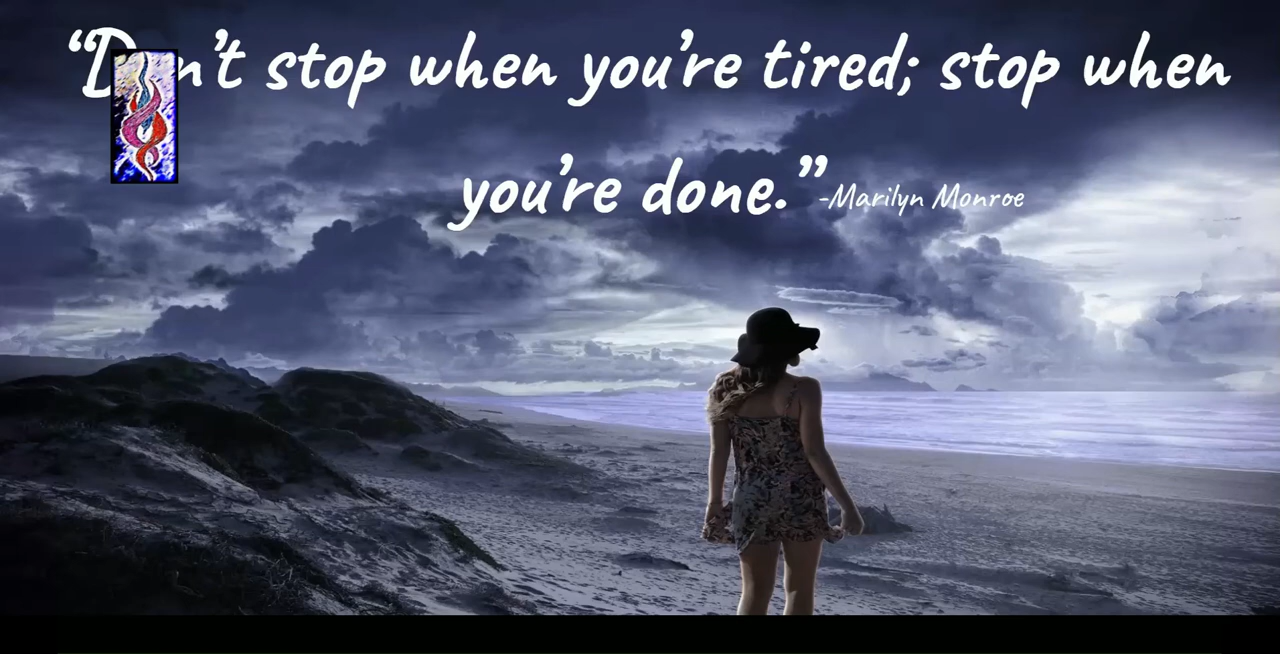 “Don’t stop when you’re tired; stop when
you’re done.” -Marilyn Monroe